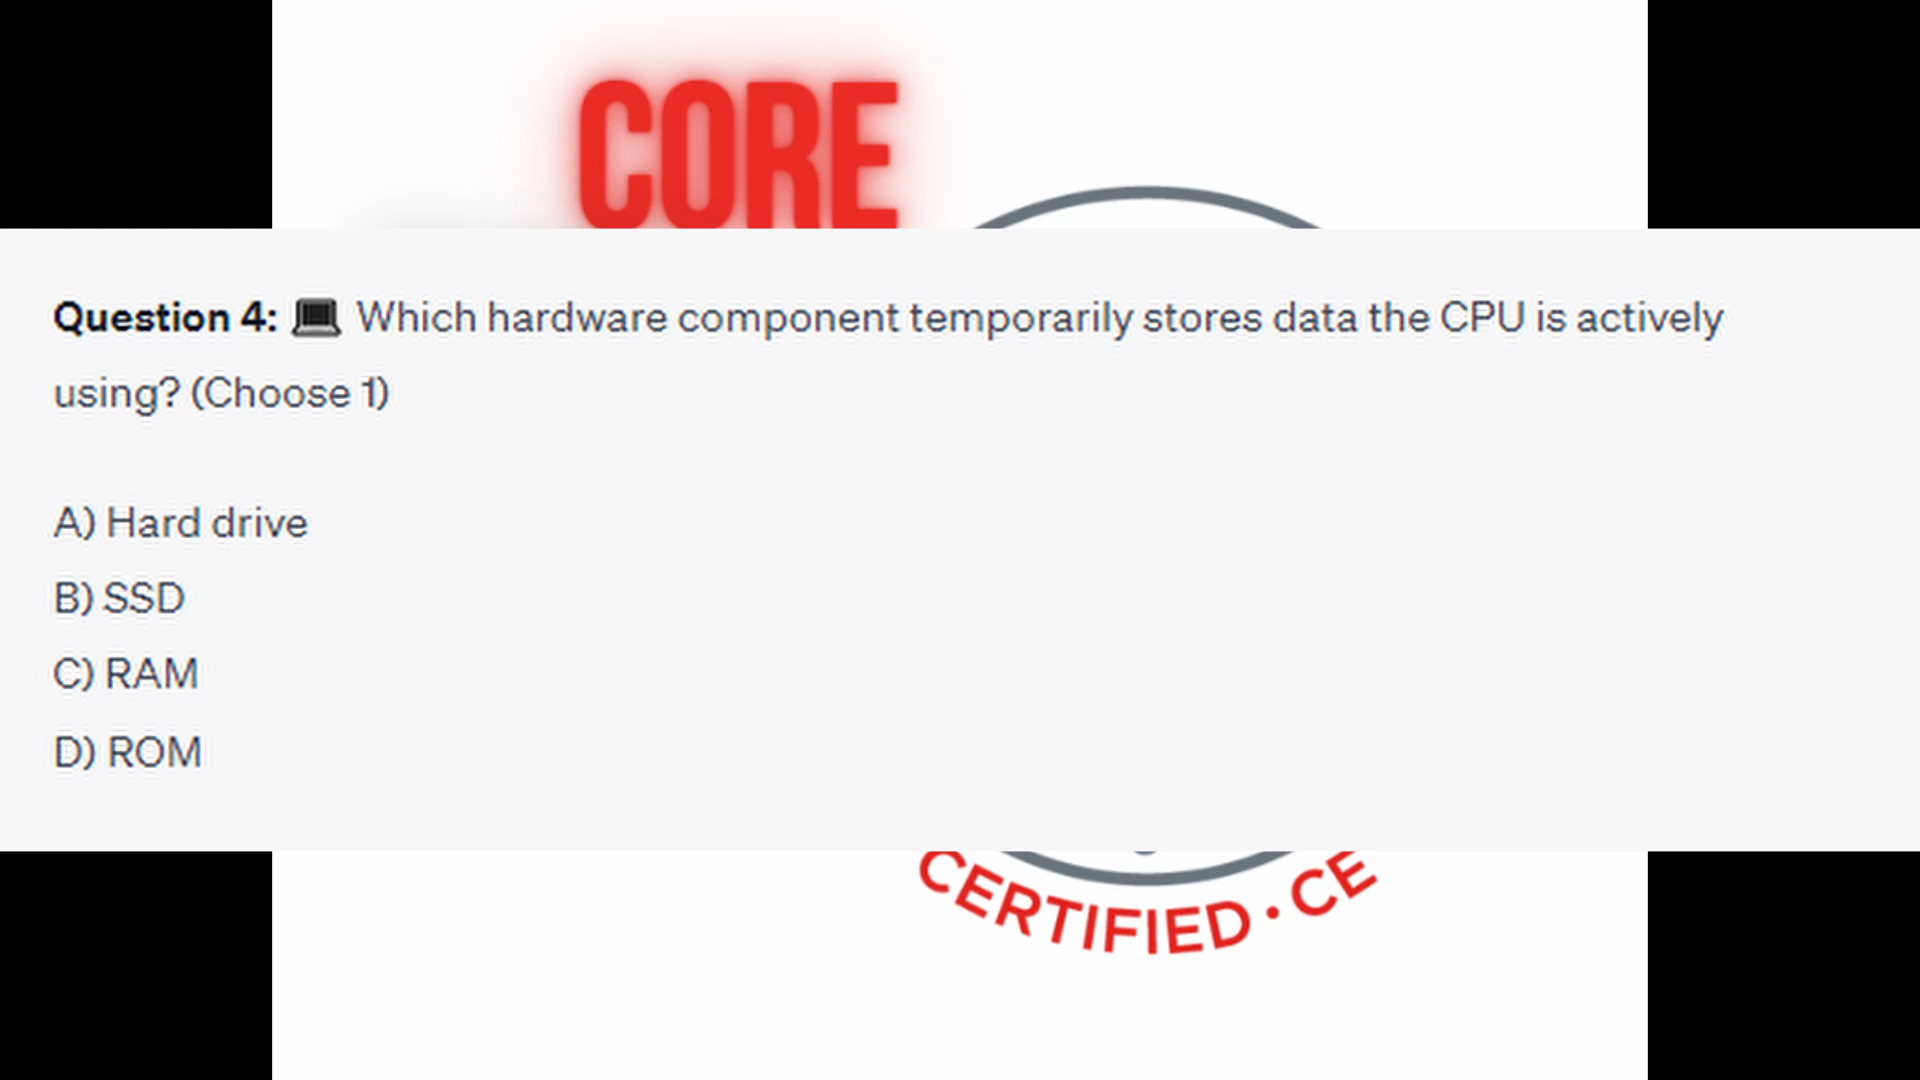 CORE
Question 4: 💻 Which hardware component temporarily stores data the CPU is actively
using? (Choose 1)
A) Hard drive
B) SSD
C) RAM
D) ROM
CERTIFIED • CE